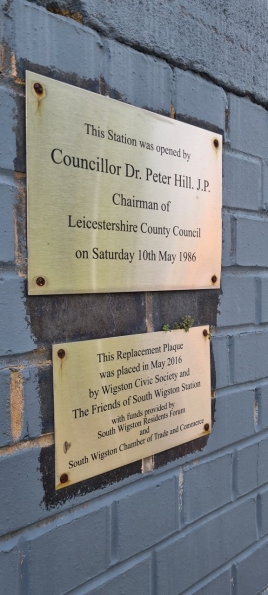 This Station was opened by
Councillor Dr. Peter Hill. J.P.
Chairman of
Leicestershire County Council
on Saturday 10th May 1986
This Replacement Plaque
was placed in May 2016
by Wigston Civic Society and
The Friends of South Wigston Station
with funds provided by
South Wigston Residents Forum
and
South Wigston Chamber of Trade and Commerce